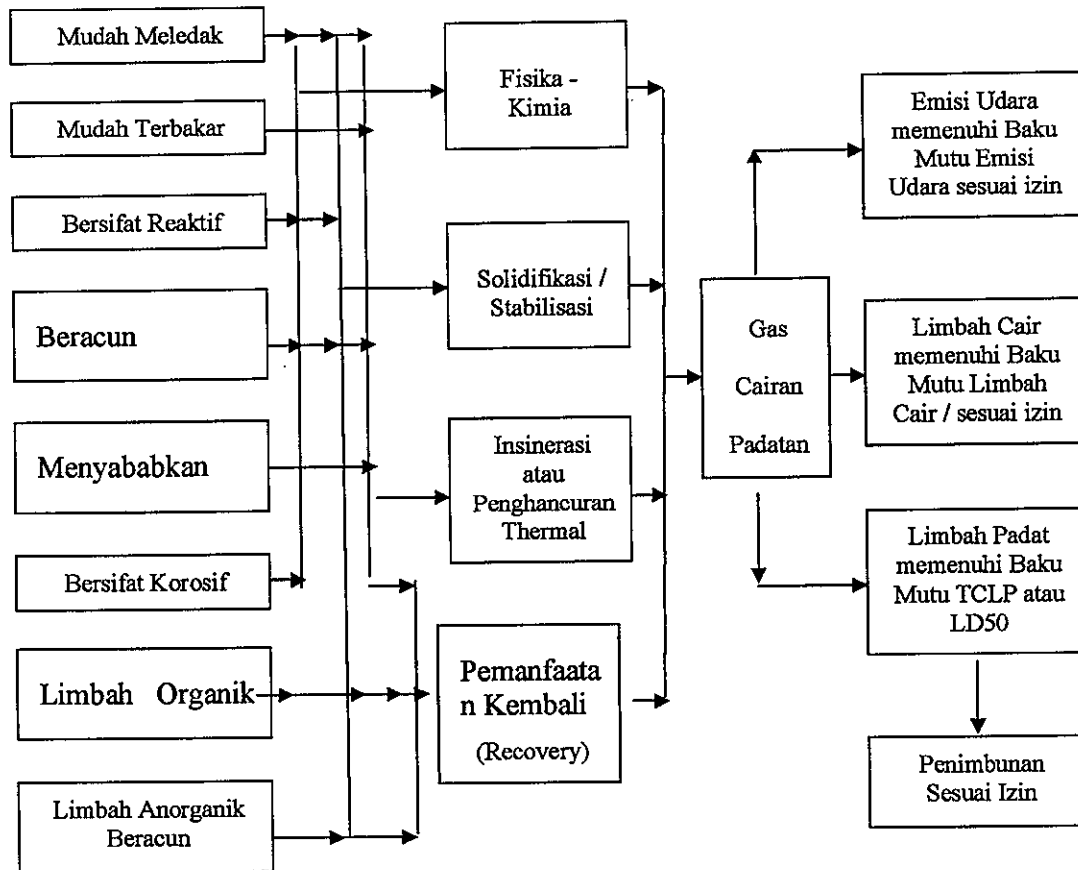 Mudah Meledak
Mudah Terbakar
Bersifat Reaktif
Beracun
Menyababkan
Bersifat Korosif
Limbah Organik
Limbah Anorganik
Beracun
Fisika -
Kimia
Solidifikasi /
Stabilisasi
Insinerasi
atau
Penghancuran
Thermal
Pemanfaata
n Kembali
(Recovery)
Gas
Cairan
Padatan
Emisi Udara
memenuhi Baku
Mutu Emisi
Udara sesuai izin
Limbah Cair
memenuhi Baku
Mutu Limbah
Cair / sesuai izin
Limbah Padat
memenuhi Baku
Mutu TCLP atau
LD50
Penimbunan
Sesuai Izin